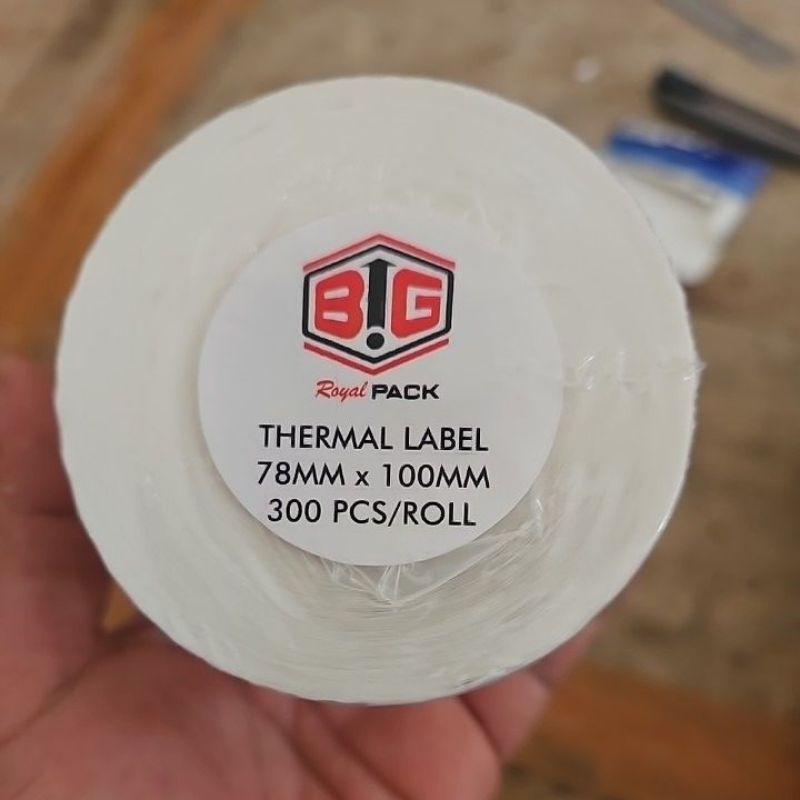 B!G
Royal PACK
THERMAL LABEL
78MM x 100MM
300 PCS/ROLL